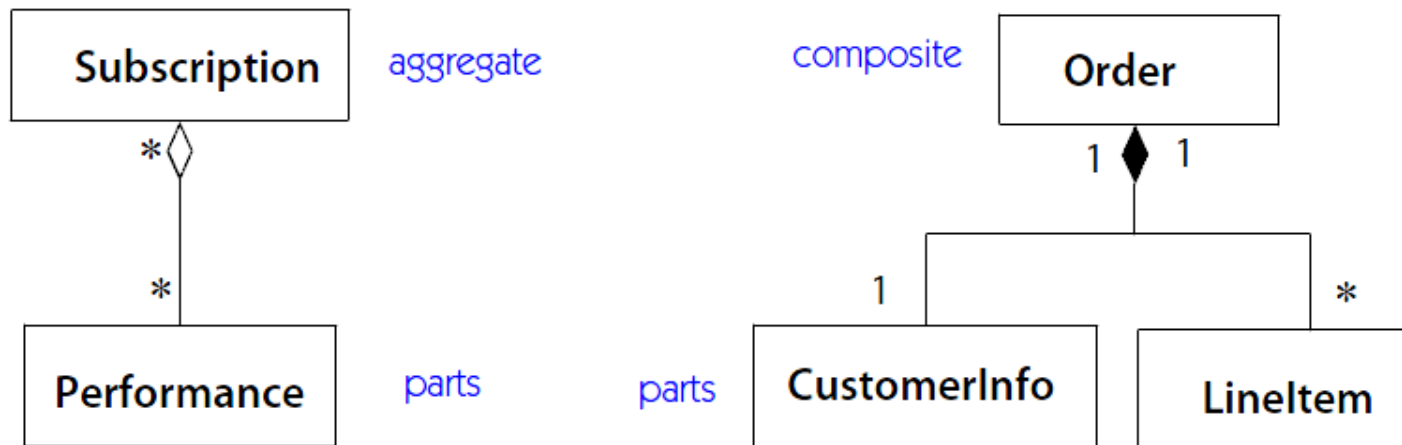 Subscription
aggregate
*
*
Performance
parts
composite
Order
1 1
1
*
parts
CustomerInfo
LineItem